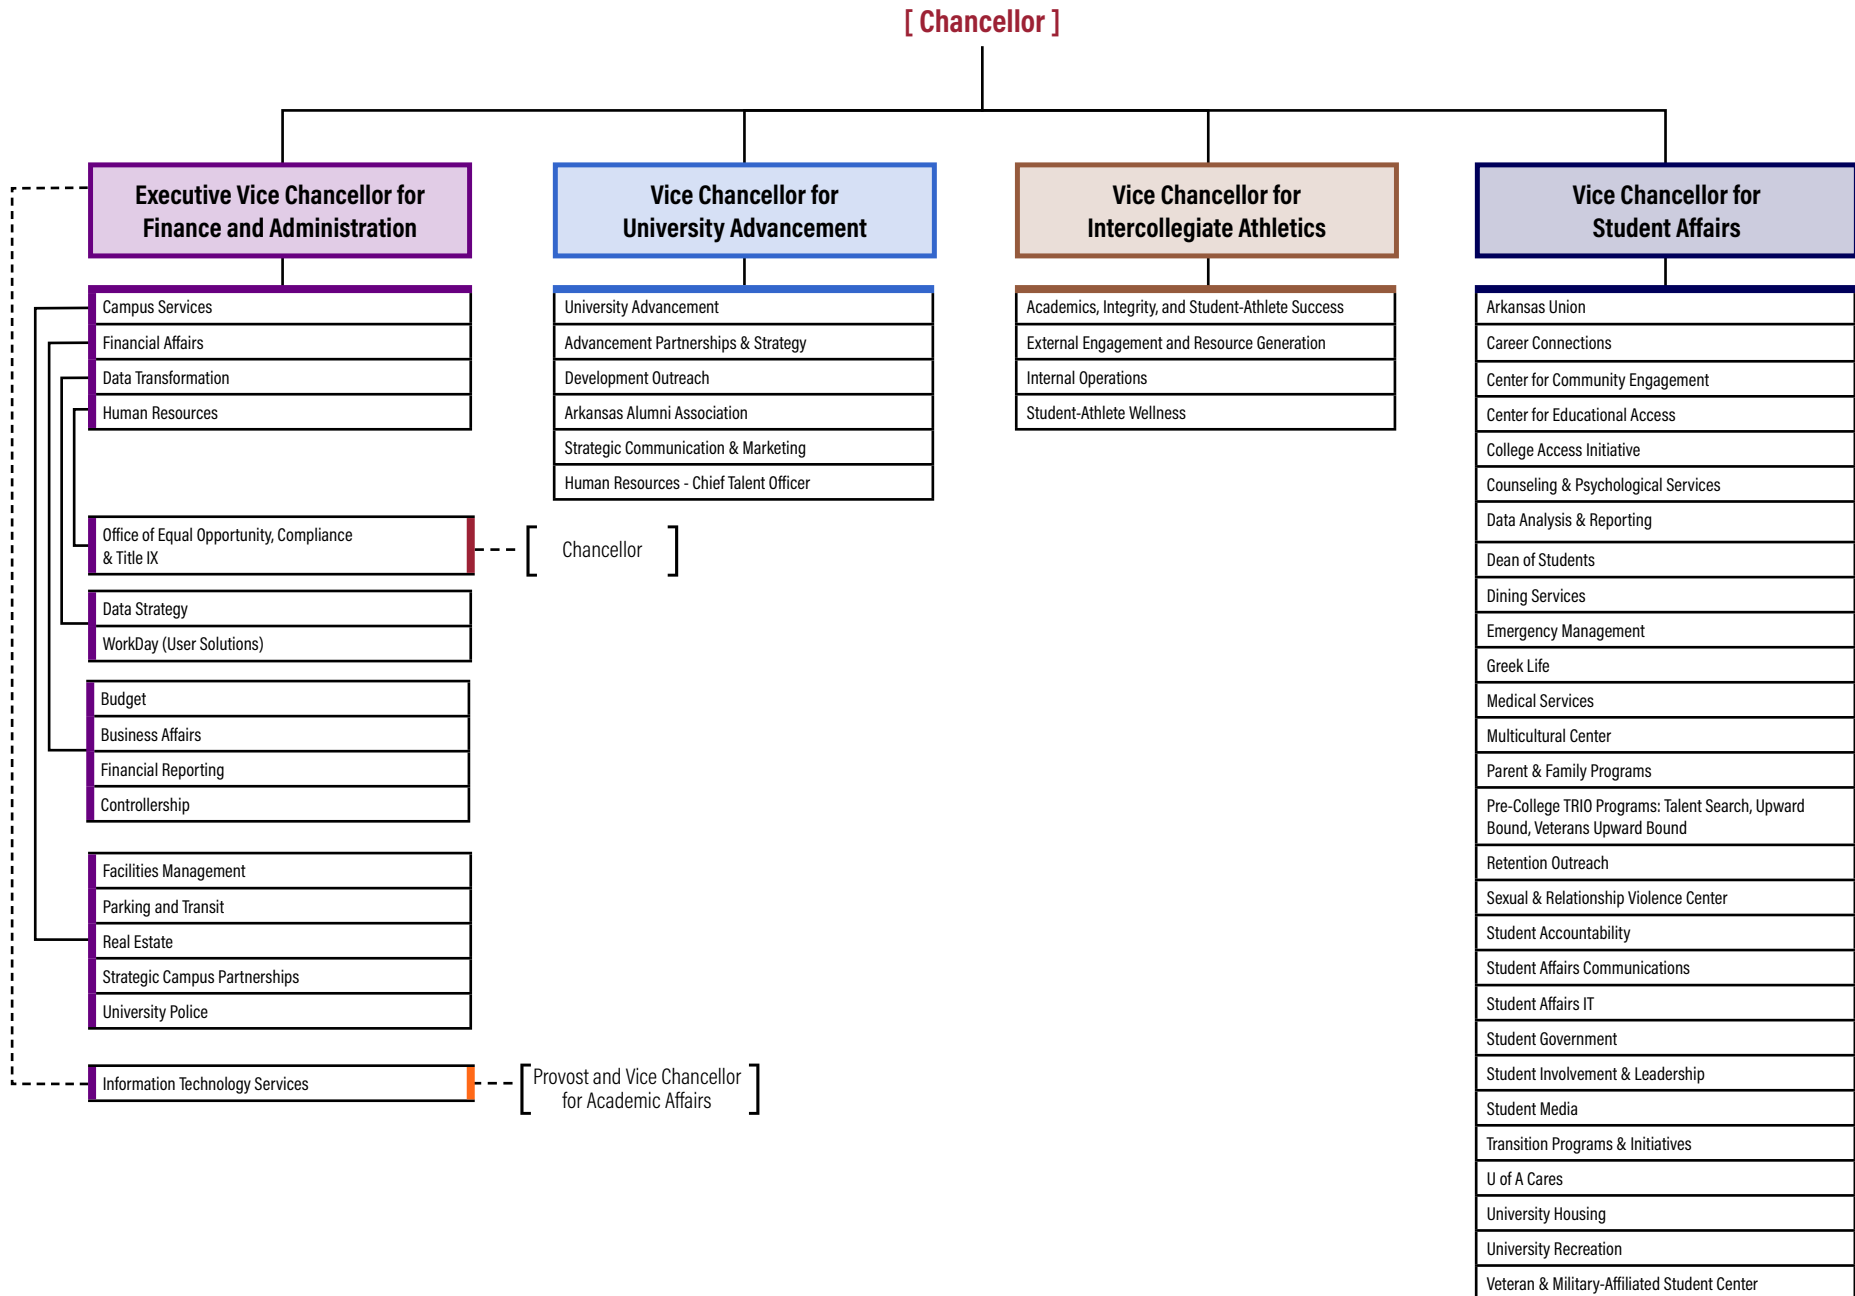 [ Chancellor ]
Executive Vice Chancellor for
Finance and Administration
Campus Services
Financial Affairs
Data Transformation
Human Resources
Office of Equal Opportunity, Compliance
& Title IX
[ Chancellor ]
Data Strategy
WorkDay (User Solutions)
Budget
Business Affairs
Financial Reporting
Controllership
Facilities Management
Parking and Transit
Real Estate
Strategic Campus Partnerships
University Police
Information Technology Services
[ Provost and Vice Chancellor
for Academic Affairs ]
Vice Chancellor for
University Advancement
University Advancement
Advancement Partnerships & Strategy
Development Outreach
Arkansas Alumni Association
Strategic Communication & Marketing
Human Resources - Chief Talent Officer
Vice Chancellor for
Intercollegiate Athletics
Academics, Integrity, and Student-Athlete Success
External Engagement and Resource Generation
Internal Operations
Student-Athlete Wellness
Vice Chancellor for
Student Affairs
Arkansas Union
Career Connections
Center for Community Engagement
Center for Educational Access
College Access Initiative
Counseling & Psychological Services
Data Analysis & Reporting
Dean of Students
Dining Services
Emergency Management
Greek Life
Medical Services
Multicultural Center
Parent & Family Programs
Pre-College TRIO Programs: Talent Search, Upward
Bound, Veterans Upward Bound
Retention Outreach
Sexual & Relationship Violence Center
Student Accountability
Student Affairs Communications
Student Affairs IT
Student Government
Student Involvement & Leadership
Student Media
Transition Programs & Initiatives
U of A Cares
University Housing
University Recreation
Veteran & Military-Affiliated Student Center